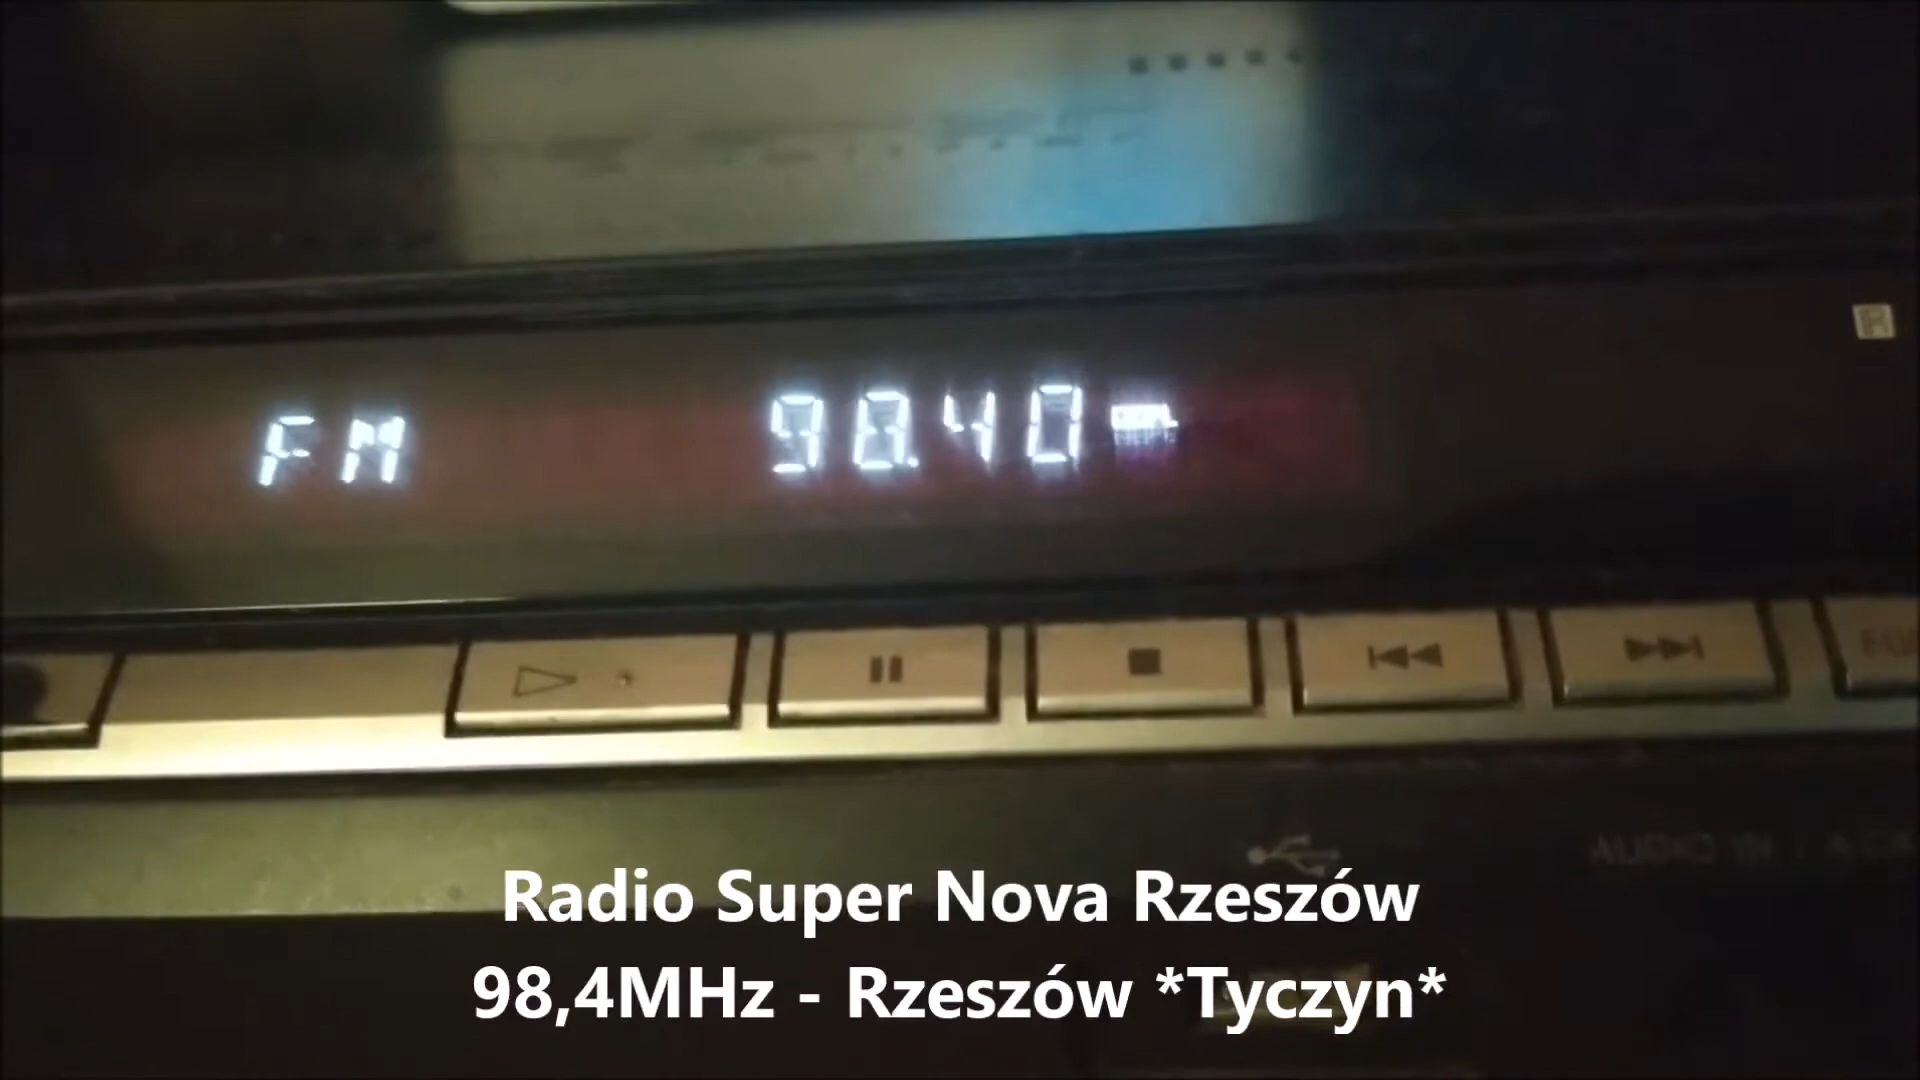 FM 98.40
Radio Super Nova Rzeszów
98,4MHz - Rzeszów *Tyczyn*